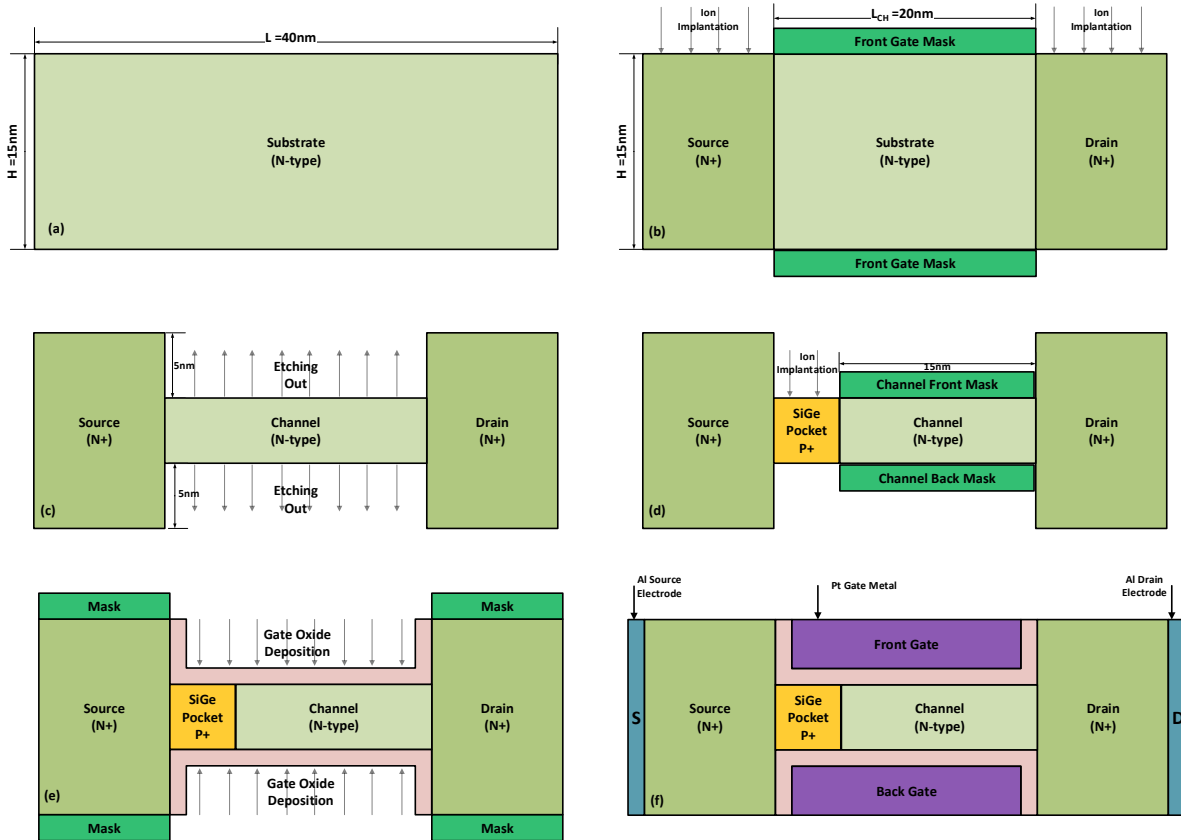 L = 40nm
H = 15nm
Substrate
(N-type)
(a)
L_CH = 20nm
Ion
Implantation
Ion
Implantation
Front Gate Mask
H = 15nm
Source
(N+)
Substrate
(N-type)
Drain
(N+)
(b)
Front Gate Mask
5nm
Etching
Out
Source
(N+)
Channel
(N-type)
Drain
(N+)
5nm
Etching
Out
(c)
Ion
Implantation
15nm
Channel Front Mask
Source
(N+)
SiGe
Pocket
P+
Channel
(N-type)
Drain
(N+)
Channel Back Mask
(d)
Mask
Mask
Gate Oxide
Deposition
Source
(N+)
SiGe
Pocket
P+
Channel
(N-type)
Drain
(N+)
Gate Oxide
Deposition
(e)
Mask
Mask
Al Source
Electrode
Pt Gate Metal
Al Drain
Electrode
Front Gate
S
Source
(N+)
SiGe
Pocket
P+
Channel
(N-type)
Drain
(N+)
D
Back Gate
(f)